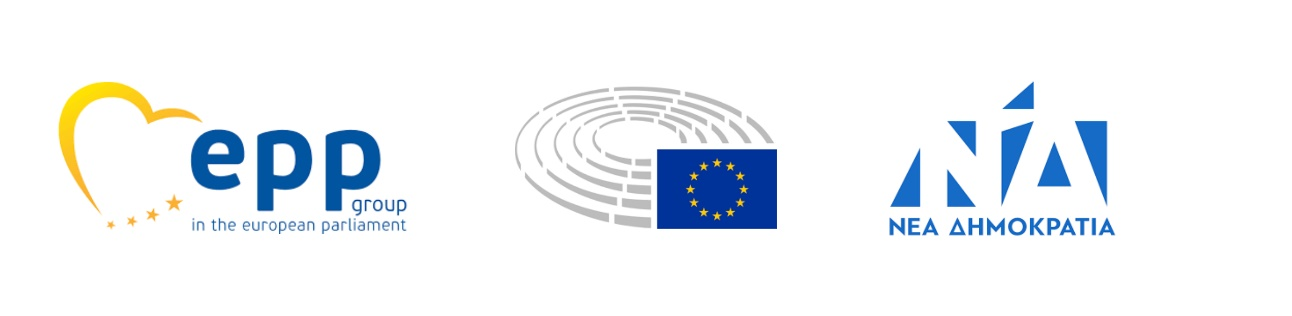 epp
group
in the european parliament
ΝΔ
ΝΕΑ ΔΗΜΟΚΡΑΤΙΑ